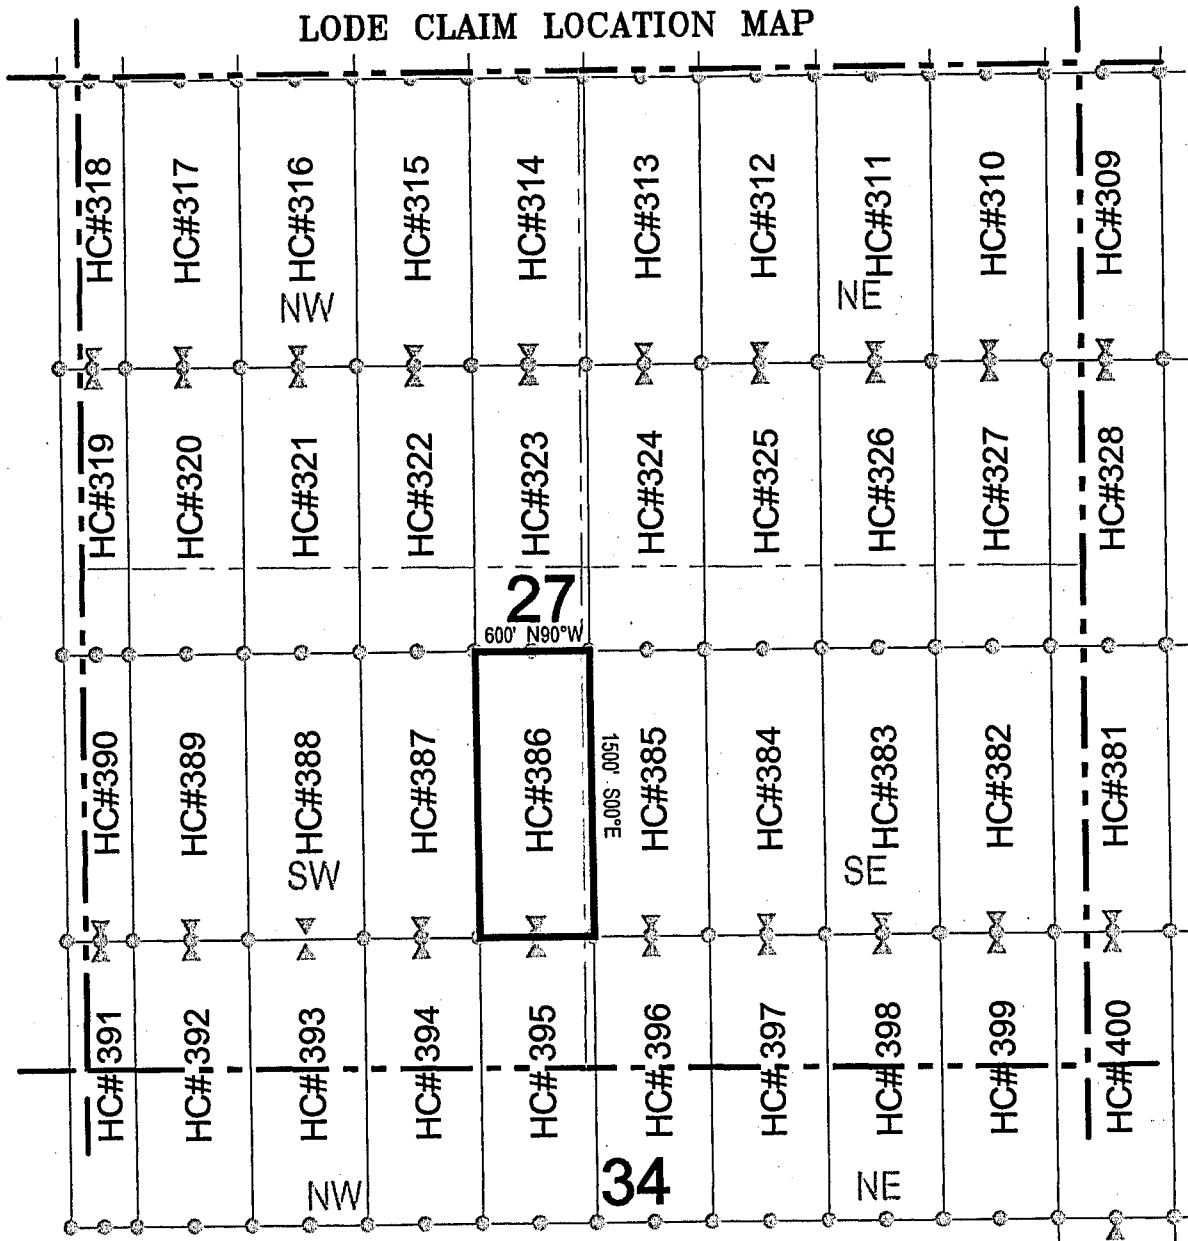 LODE CLAIM LOCATION MAP
HC#318
HC#317
HC#316
HC#315
HC#314
HC#313
HC#312
HC#311
HC#310
HC#309
NW
NE
HC#319
HC#320
HC#321
HC#322
HC#323
HC#324
HC#325
HC#326
HC#327
HC#328
27
600' N90°W
HC#390
HC#389
HC#388
HC#387
HC#386
1500' S00°E
HC#385
HC#384
HC#383
HC#382
HC#381
SW
SE
HC#391
HC#392
HC#393
HC#394
HC#395
HC#396
HC#397
HC#398
HC#399
HC#400
34
NW
NE